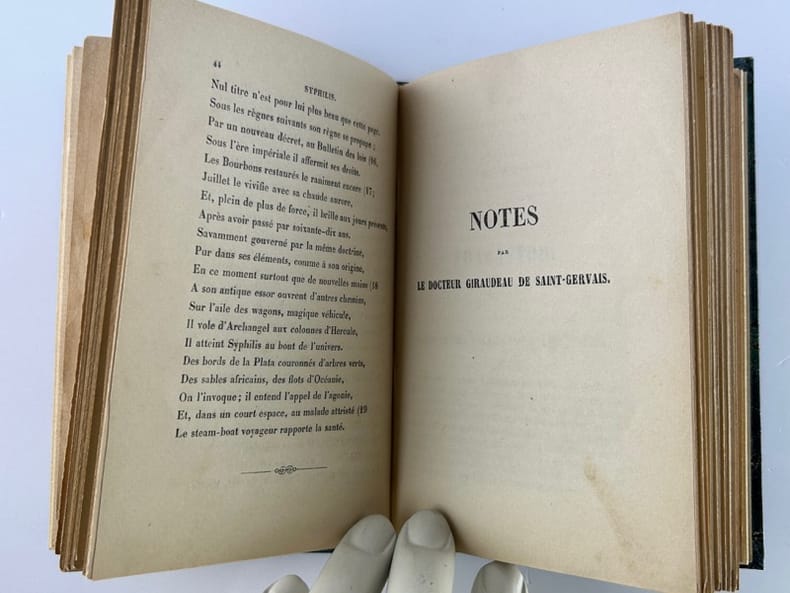 44
SYPHILIS.
Nul titre n'est pour lui plus beau que cette page.
Sous les règnes suivants son règne se propage ;
Par un nouveau décret, au Bulletin des lois (16,
Sous l'ère impériale il affermit ses droits.
Les Bourbons restaurés le raniment encore (17 ;
Juillet le vivifie avec sa chaude aurore,
Et, plein de plus de force, il brille aux jours présents,
Après avoir passé par soixante-dix ans.
Savamment gouverné par la même doctrine,
Pur dans ses éléments, comme à son origine,
En ce moment surtout que de nouvelles mains (18
A son antique essor ouvrent d'autres chemins,
Sur l'aile des wagons, magique véhicule,
Il vole d'Archangel aux colonnes d'Hercule,
Il atteint Syphilis au bout de l'univers.
Des bords de la Plata couronnés d'arbres verts,
Des sables africains, des flots d'Océanie,
On l'invoque ; il entend l'appel de l'agonie,
Et, dans un court espace, au malade attristé (19)
Le steam-boat voyageur rapporte la santé.
NOTES
PAR
LE DOCTEUR GIRAUDEAU DE SAINT-GERVAIS.